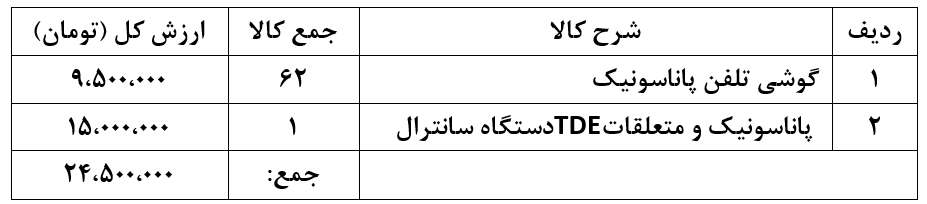 ردیف شرح کالا جمع کالا ارزش کل (تومان)
۱ گوشی تلفن پاناسونیک ۶۲ ۹،۵۰۰،۰۰۰
۲ پاناسونیک و متعلقاتTDEدستگاه سانترال ۱ ۱۵،۰۰۰،۰۰۰
جمع: ۲۴،۵۰۰،۰۰۰